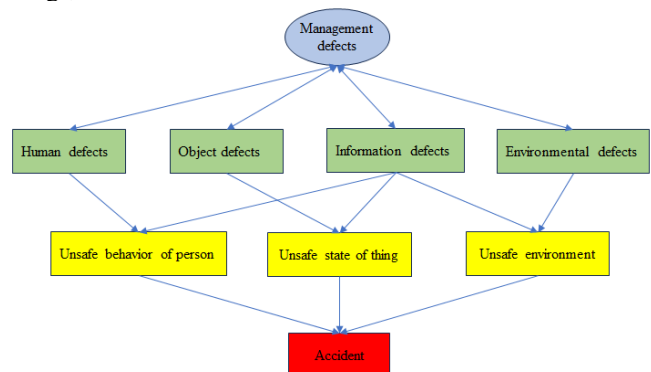 Management
defects
Human defects
Object defects
Information defects
Environmental defects
Unsafe behavior of person
Unsafe state of thing
Unsafe environment
Accident